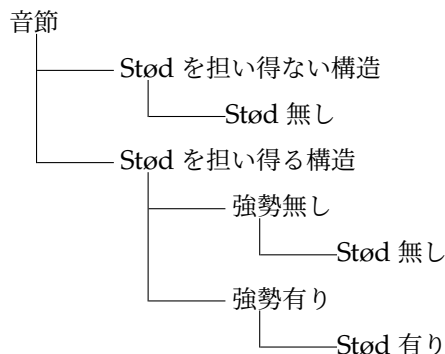 音節
Stød を担い得ない構造
Stød 無し
Stød を担い得る構造
強勢無し
Stød 無し
強勢有り
Stød 有り